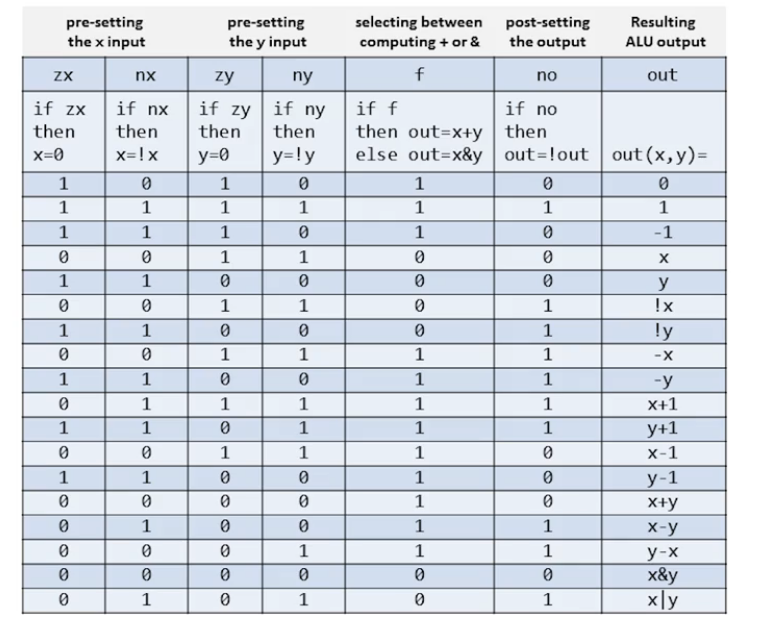 pre-setting the x input pre-setting the y input selecting between computing + or & post-setting the output Resulting ALU output
zx nx zy ny f no out
if zx then x=0 if nx then x=!x if zy then y=0 if ny then y=!y if f then out=x+y else out=x&y if no then out=!out out(x,y)=
1 0 1 0 1 0 0
1 1 1 1 1 1 1
1 1 1 0 1 0 -1
0 0 1 1 0 0 x
1 1 0 0 0 0 y
0 0 1 1 0 1 !x
1 1 0 0 0 1 !y
0 0 1 1 1 1 -x
1 1 0 0 1 1 -y
0 1 1 1 1 1 x+1
1 1 0 1 1 1 y+1
0 0 1 1 1 0 x-1
1 1 0 0 1 0 y-1
0 0 0 0 1 0 x+y
0 1 0 0 1 1 x-y
0 0 0 1 1 1 y-x
0 0 0 0 0 0 x&y
0 1 0 1 0 1 x|y